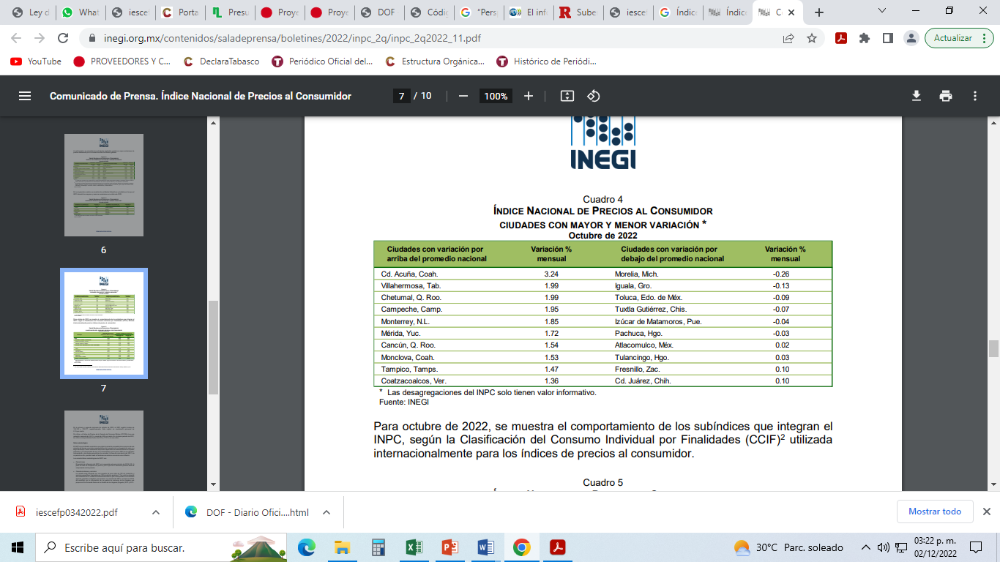 Ley d
What
iescef
Porta
Presu
Proye
Proye
DOF
Códig
"Pers
El infi
Subes
iescef
Índice
Índic
C
Actualizar
inegi.org.mx/contenidos/saladeprensa/boletines/2022/inpc_2q/inpc_2q2022_11.pdf
YouTube
PROVEEDORES Y C...
DeclaraTabasco
Periódico Oficial del...
Estructura Orgánica...
Histórico de Periódi...
Comunicado de Prensa. Índice Nacional de Precios al Consumidor
7 / 10
100%
6
7
INEGI
Cuadro 4
ÍNDICE NACIONAL DE PRECIOS AL CONSUMIDOR
CIUDADES CON MAYOR Y MENOR VARIACIÓN *
Octubre de 2022
Ciudades con variación por arriba del promedio nacional Variación % mensual Ciudades con variación por debajo del promedio nacional Variación % mensual
Cd. Acuña, Coah. 3.24 Morelia, Mich. -0.26
Villahermosa, Tab. 1.99 Iguala, Gro. -0.13
Chetumal, Q. Roo. 1.99 Toluca, Edo. de Méx. -0.09
Campeche, Camp. 1.95 Tuxtla Gutiérrez, Chis. -0.07
Monterrey, N.L. 1.85 Izúcar de Matamoros, Pue. -0.04
Mérida, Yuc. 1.72 Pachuca, Hgo. -0.03
Cancún, Q. Roo. 1.54 Atlacomulco, Méx. 0.02
Monclova, Coah. 1.53 Tulancingo, Hgo. 0.03
Tampico, Tamps. 1.47 Fresnillo, Zac. 0.10
Coatzacoalcos, Ver. 1.36 Cd. Juárez, Chih. 0.10
* Las desagregaciones del INPC solo tienen valor informativo.
Fuente: INEGI
Para octubre de 2022, se muestra el comportamiento de los subíndices que integran el
INPC, según la Clasificación del Consumo Individual por Finalidades (CCIF)² utilizada
internacionalmente para los índices de precios al consumidor.
Cuadro 5
iescefp0342022.pdf
DOF - Diario Ofici....html
Mostrar todo
Escribe aquí para buscar.
30°C Parc. soleado
03:22 p. m.
02/12/2022